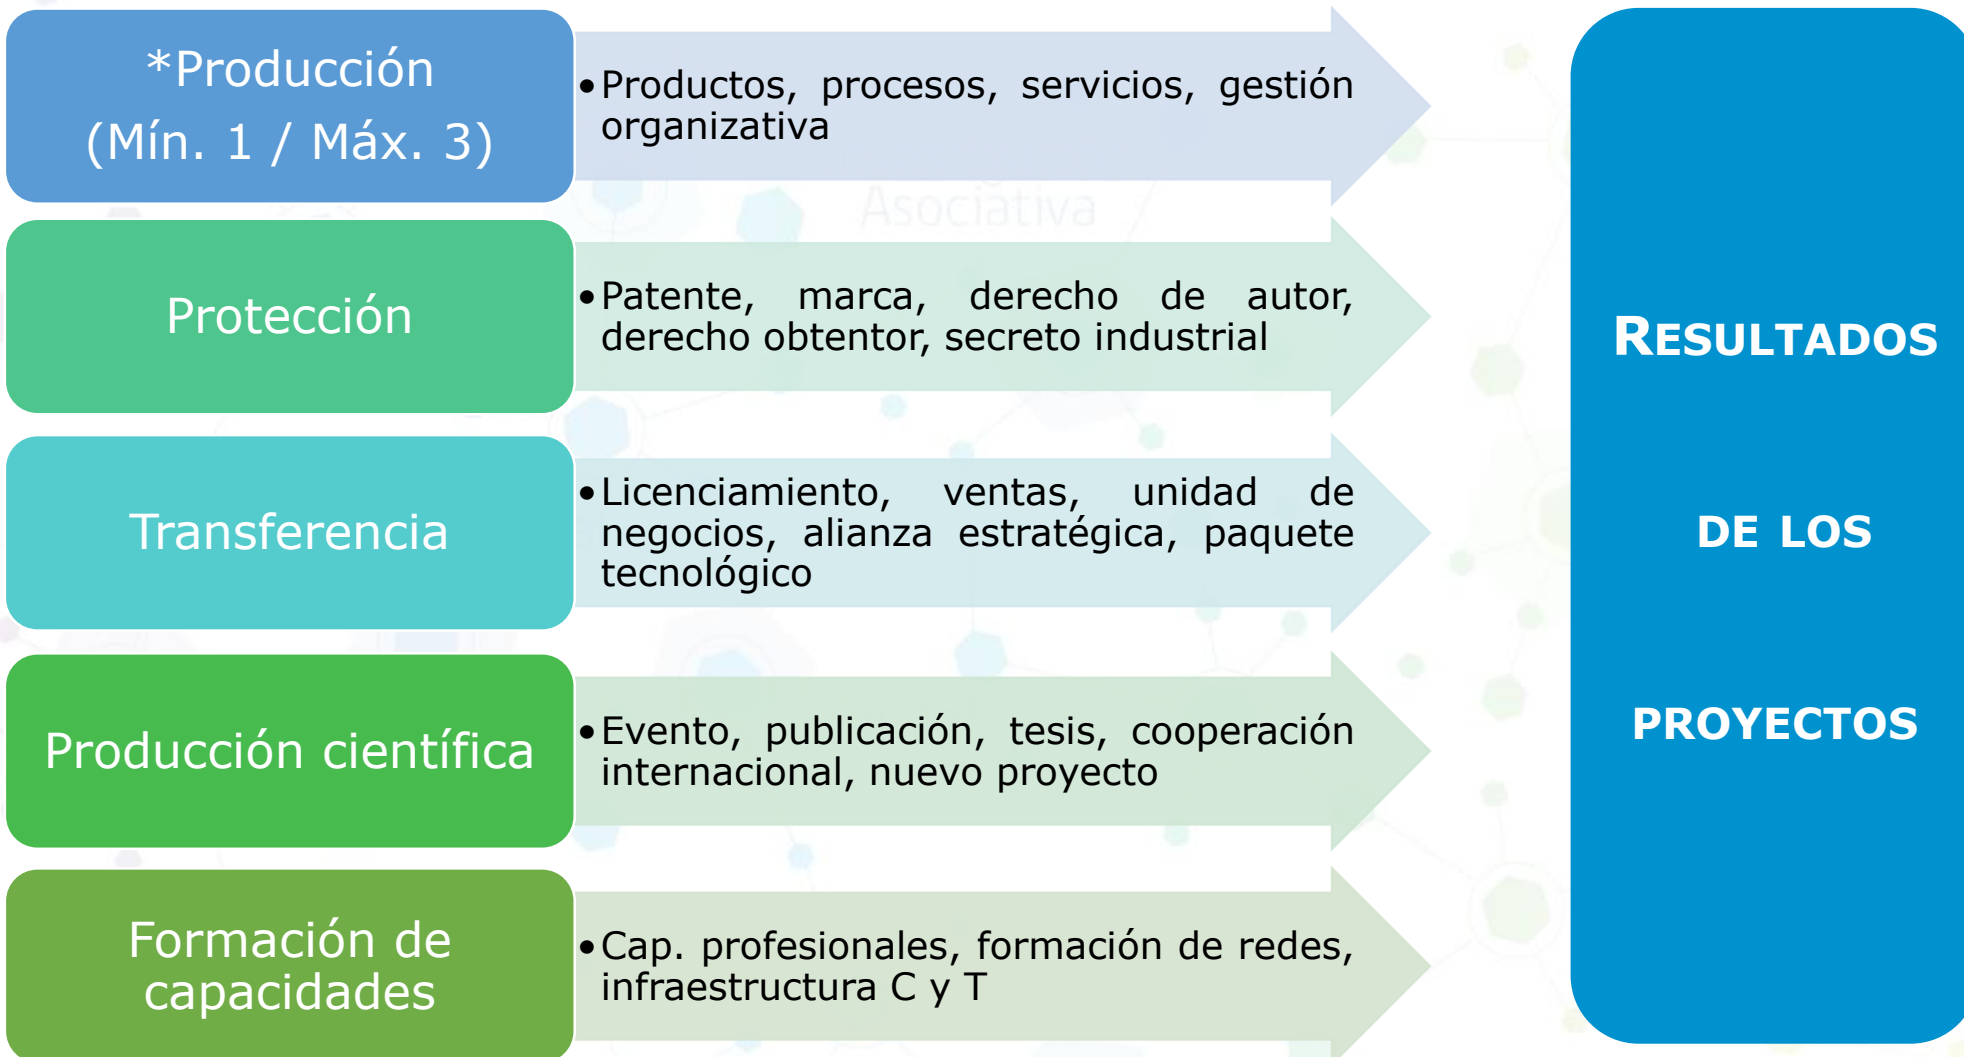 *Producción
(Mín. 1 / Máx. 3)
•Productos, procesos, servicios, gestión
organizativa
Asociativa
Protección
•Patente, marca, derecho de autor,
derecho obtentor, secreto industrial
Transferencia
•Licenciamiento, ventas, unidad de
negocios, alianza estratégica, paquete
tecnológico
Producción científica
•Evento, publicación, tesis, cooperación
internacional, nuevo proyecto
Formación de
capacidades
•Cap. profesionales, formación de redes,
infraestructura C y T
RESULTADOS
DE LOS
PROYECTOS